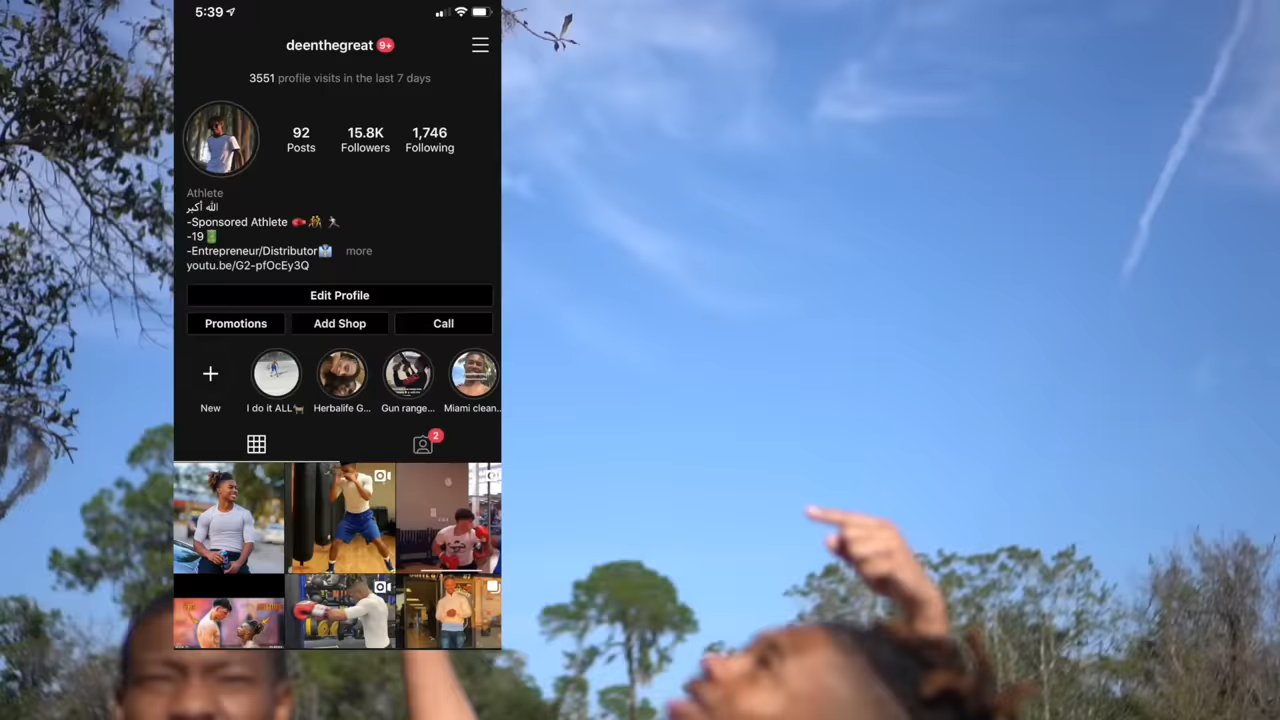 5:39
deenthegreat 9+
3551 profile visits in the last 7 days
92 15.8K 1,746
Posts Followers Following
Athlete
الله أكبر
-Sponsored Athlete
-19
-Entrepreneur/Distributor more
youtu.be/G2-pfOcEy3Q
Edit Profile
Promotions Add Shop Call
New I do it ALL Herbalife G... Gun range... Miami clean...
2